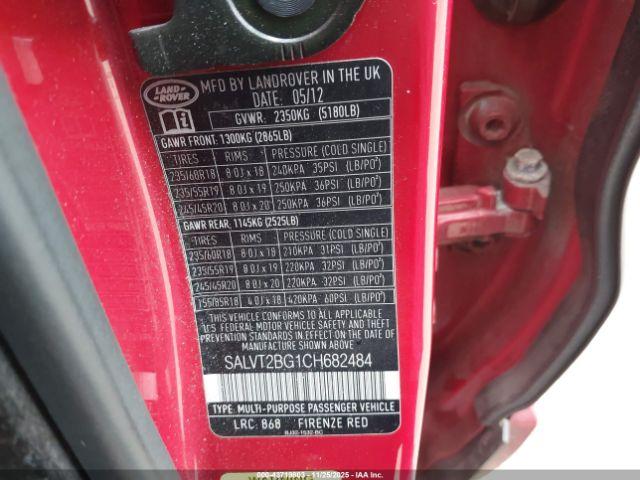 LAND
ROVER
MFD BY LANDROVER IN THE UK
DATE: 05/12
GVWR: 2350KG (5180LB)
GAWR FRONT: 1300KG (2865LB)
TIRES RIMS PRESSURE (COLD SINGLE)
235/60R18 8.0J x 18 240KPA 35PSI (LB/PO²)
235/55R19 8.0J x 19 250KPA 36PSI (LB/PO²)
245/45R20 8.0J x 20 250KPA 36PSI (LB/PO²)
GAWR REAR: 1145KG (2525LB)
TIRES RIMS PRESSURE (COLD SINGLE)
235/60R18 8.0J x 18 210KPA 31PSI (LB/PO²)
235/55R19 8.0J x 19 220KPA 32PSI (LB/PO²)
245/45R20 8.0J x 20 220KPA 32PSI (LB/PO²)
155/85R18 4.0J x 18 420KPA 60PSI (LB/PO²)
THIS VEHICLE CONFORMS TO ALL APPLICABLE
U.S. FEDERAL MOTOR VEHICLE SAFETY AND THEFT
PREVENTION STANDARDS IN EFFECT ON THE DATE
OF MANUFACTURE SHOWN ABOVE.
SALVT2BG1CH682484
TYPE: MULTI-PURPOSE PASSENGER VEHICLE
LRC: 868 FIRENZE RED
WARNING
00-43713603 - 11/25/2025 - IAA Inc.